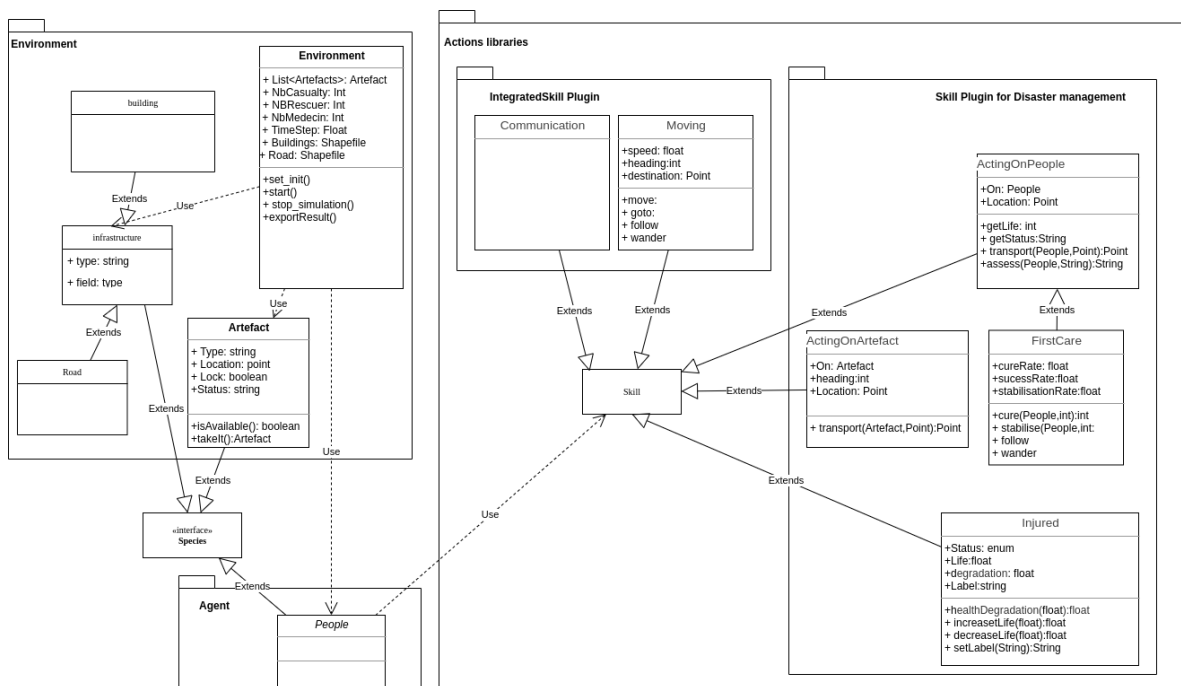 Environment
building
Extends
Use
infrastructure
+ type: string
+ field: type
Extends
Road
Environment
+ List<Artefacts>: Artefact
+ NbCasualty: Int
+ NBRescuer: Int
+ NbMedecin: Int
+ TimeStep: Float
+ Buildings: Shapefile
+ Road: Shapefile
+set_init()
+start()
+ stop_simulation()
+exportResult()
Use
Artefact
+ Type: string
+ Location: point
+ Lock: boolean
+Status: string
+isAvailable(): boolean
+takeIt():Artefact
Extends
Extends
Use
«interface»
Species
Extends
Agent
People
Use
Actions libraries
IntegratedSkill Plugin
Communication
Moving
+speed: float
+heading:int
+destination: Point
+move:
+ goto:
+ follow
+ wander
Extends
Extends
Skill
Skill Plugin for Disaster management
ActingOnPeople
+On: People
+Location: Point
+getLife: int
+ getStatus:String
+ transport(People,Point):Point
+assess(People,String):String
Extends
Extends
ActingOnArtefact
+On: Artefact
+heading:int
+Location: Point
+ transport(Artefact,Point):Point
Extends
FirstCare
+cureRate: float
+sucessRate:float
+stabilisationRate:float
+cure(People,int):int
+ stabilise(People,int:
+ follow
+ wander
Extends
Injured
+Status: enum
+Life:float
+degradation: float
+Label:string
+healthDegradation(float):float
+ increasetLife(float):float
+ decreaseLife(float):float
+ setLabel(String):String